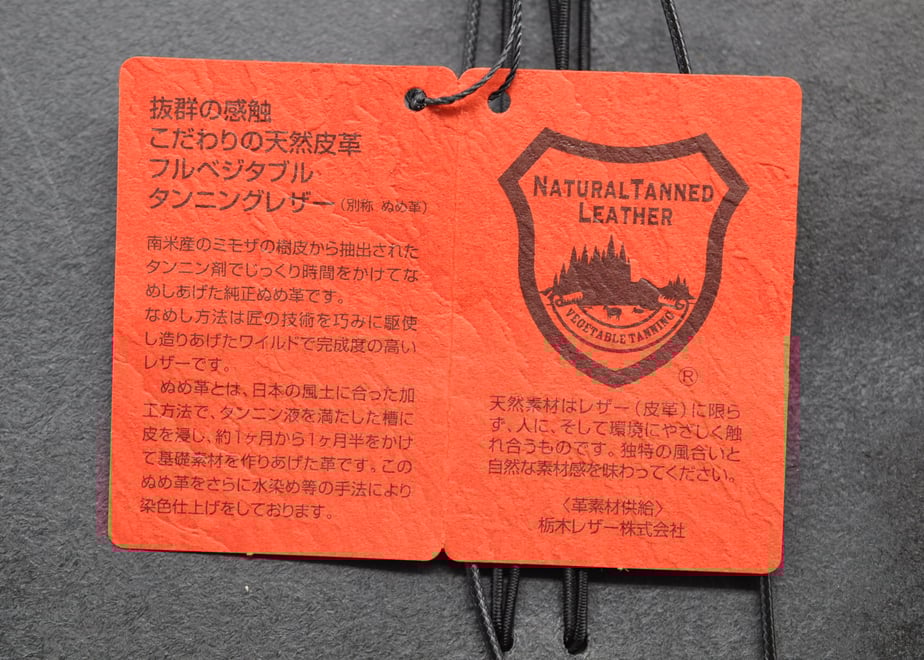 抜群の感触
こだわりの天然皮革
フルベジタブル
タンニングレザー（別称 ぬめ革）
南米産のミモザの樹皮から抽出された
タンニン剤でじっくり時間をかけてな
めしあげた純正ぬめ革です。
なめし方法は匠の技術を巧みに駆使
し造りあげたワイルドで完成度の高い
レザーです。
　ぬめ革とは、日本の風土に合った加
工方法で、タンニン液を満たした槽に
皮を浸し、約1ヶ月から1ヶ月半をかけ
て基礎素材を作りあげた革です。この
ぬめ革をさらに水染め等の手法により
染色仕上げをしております。
NATURALTANNED
LEATHER
VEGETABLE TANNING
®
天然素材はレザー（皮革）に限ら
ず、人に、そして環境にやさしく触
れ合うものです。独特の風合いと
自然な素材感を味わってください。
〈革素材供給〉
栃木レザー株式会社